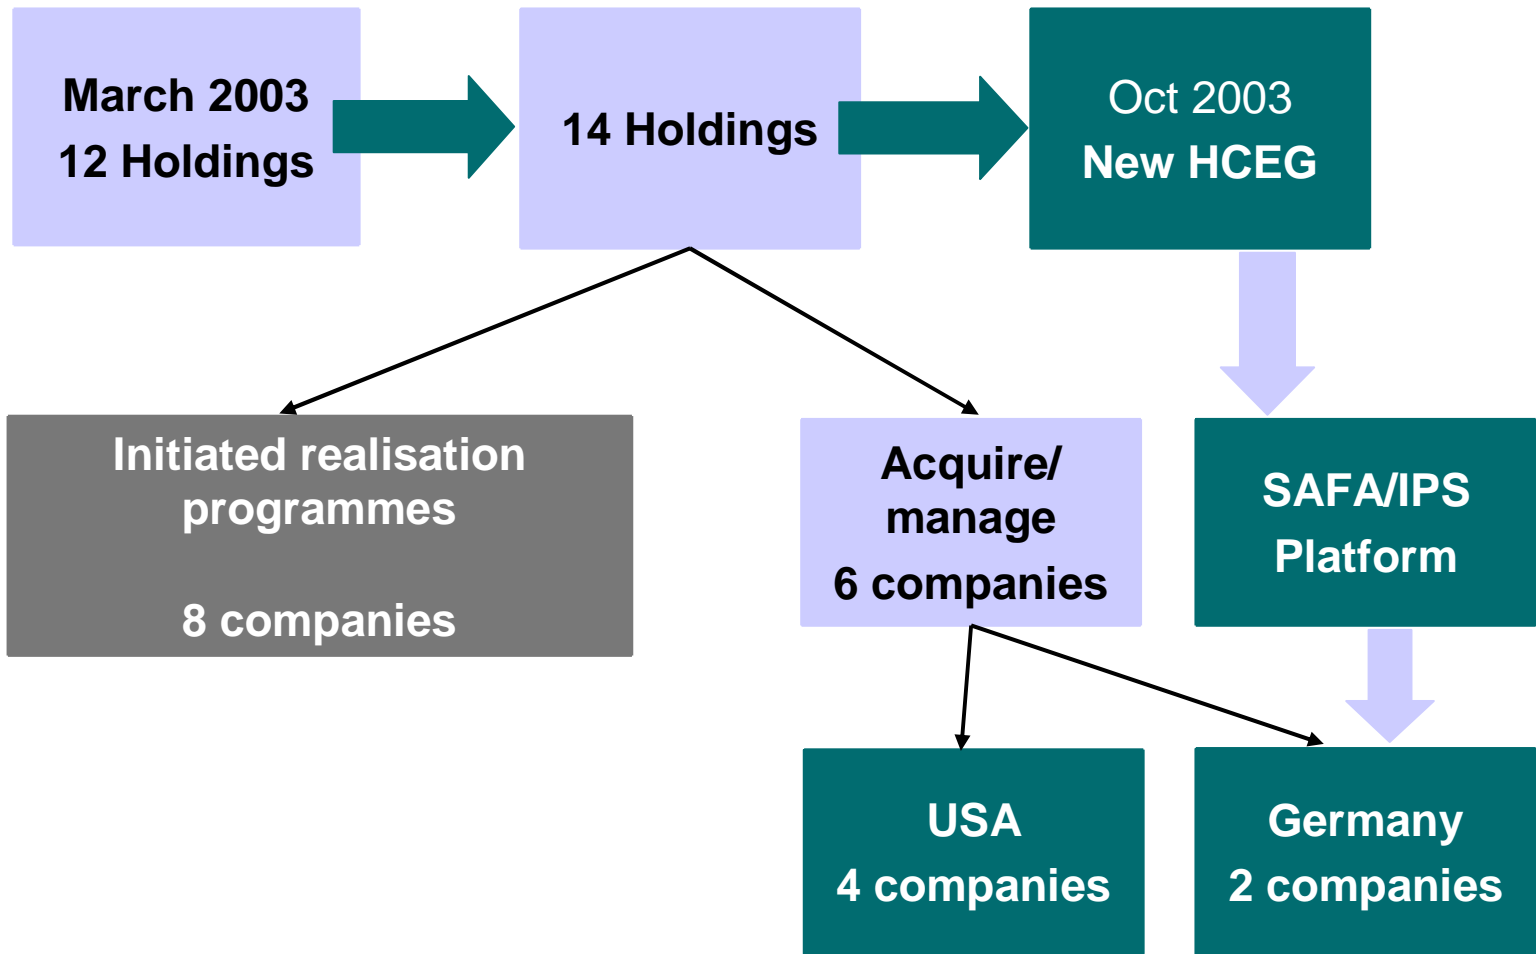 March 2003
12 Holdings
14 Holdings
Oct 2003
New HCEG
Initiated realisation
programmes
8 companies
Acquire/
manage
6 companies
SAFA/IPS
Platform
USA
4 companies
Germany
2 companies